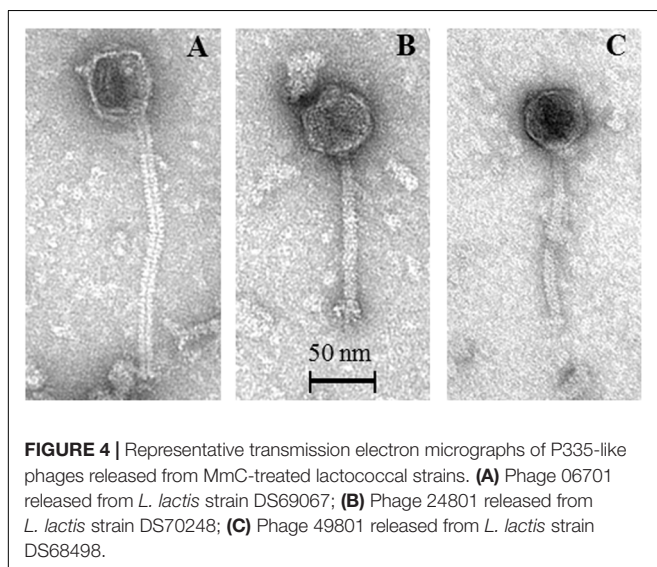 A
B
C
50 nm
FIGURE 4 | Representative transmission electron micrographs of P335-like
phages released from MmC-treated lactococcal strains. (A) Phage 06701
released from L. lactis strain DS69067; (B) Phage 24801 released from
L. lactis strain DS70248; (C) Phage 49801 released from L. lactis strain
DS68498.